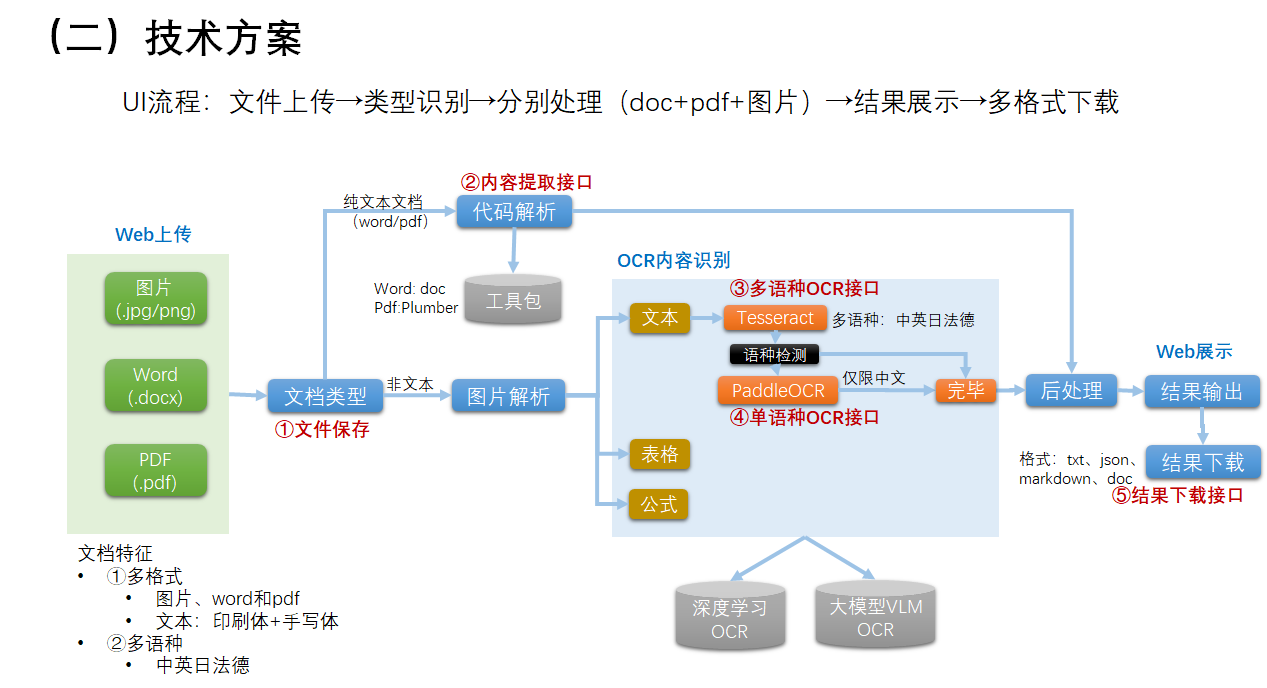 （二）技术方案
UI流程：文件上传→类型识别→分别处理（doc+pdf+图片）→结果展示→多格式下载
Web上传
图片
(.jpg/png)
Word
(.docx)
PDF
(.pdf)
文档类型
①文件保存
纯文本文档
（word/pdf）
非文本
②内容提取接口
代码解析
Word: doc
Pdf:Plumber
工具包
图片解析
OCR内容识别
文本
表格
公式
③多语种OCR接口
Tesseract
多语种：中英日法德
语种检测
PaddleOCR
仅限中文
④单语种OCR接口
完毕
深度学习
OCR
大模型VLM
OCR
后处理
Web展示
结果输出
结果下载
格式：txt、json、
markdown、doc
⑤结果下载接口
文档特征
• ①多格式
• 图片、word和pdf
• 文本：印刷体+手写体
• ②多语种
• 中英日法德